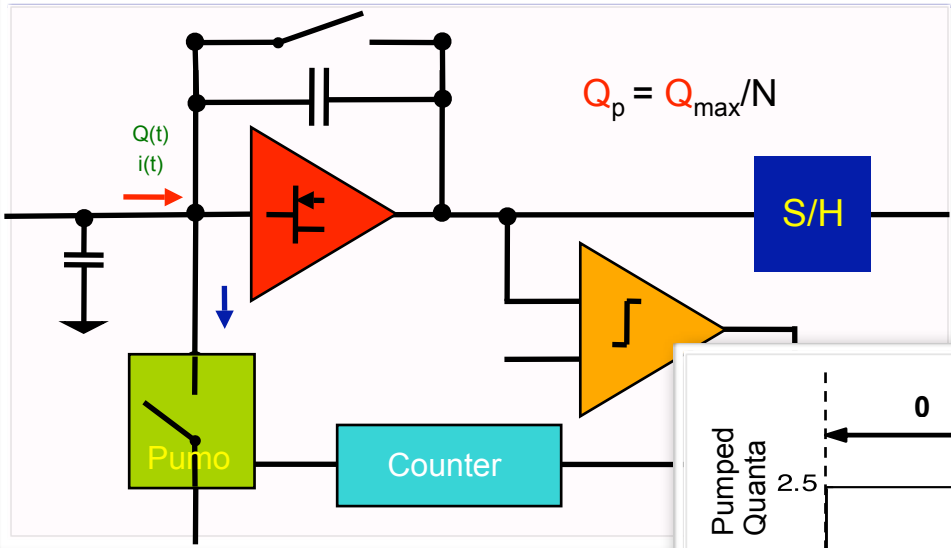 Q(t)
i(t)
Qp = Qmax/N
S/H
Pumo
Counter
Pumped
Quanta
0
2.5